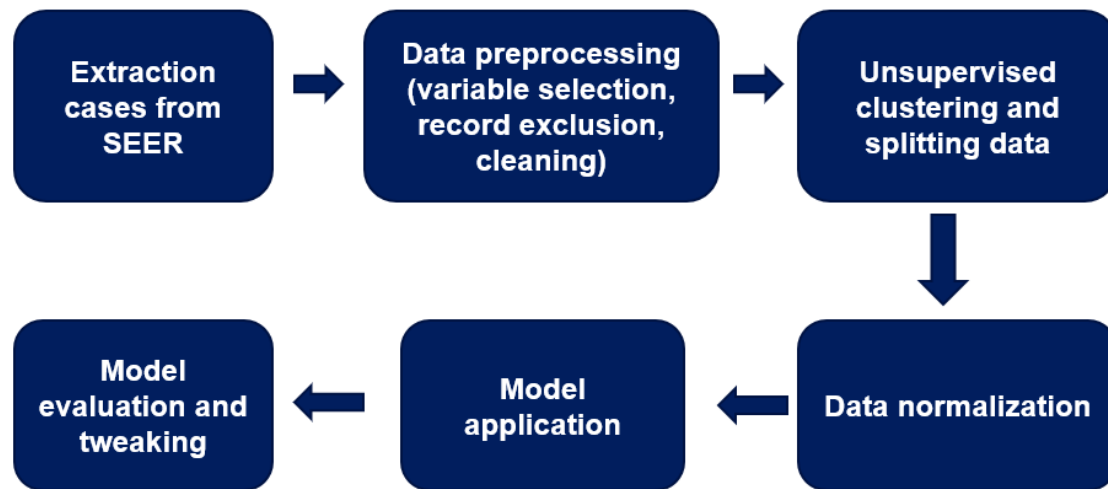 Extraction
cases from
SEER
Data preprocessing
(variable selection,
record exclusion,
cleaning)
Unsupervised
clustering and
splitting data
Data normalization
Model
application
Model
evaluation and
tweaking